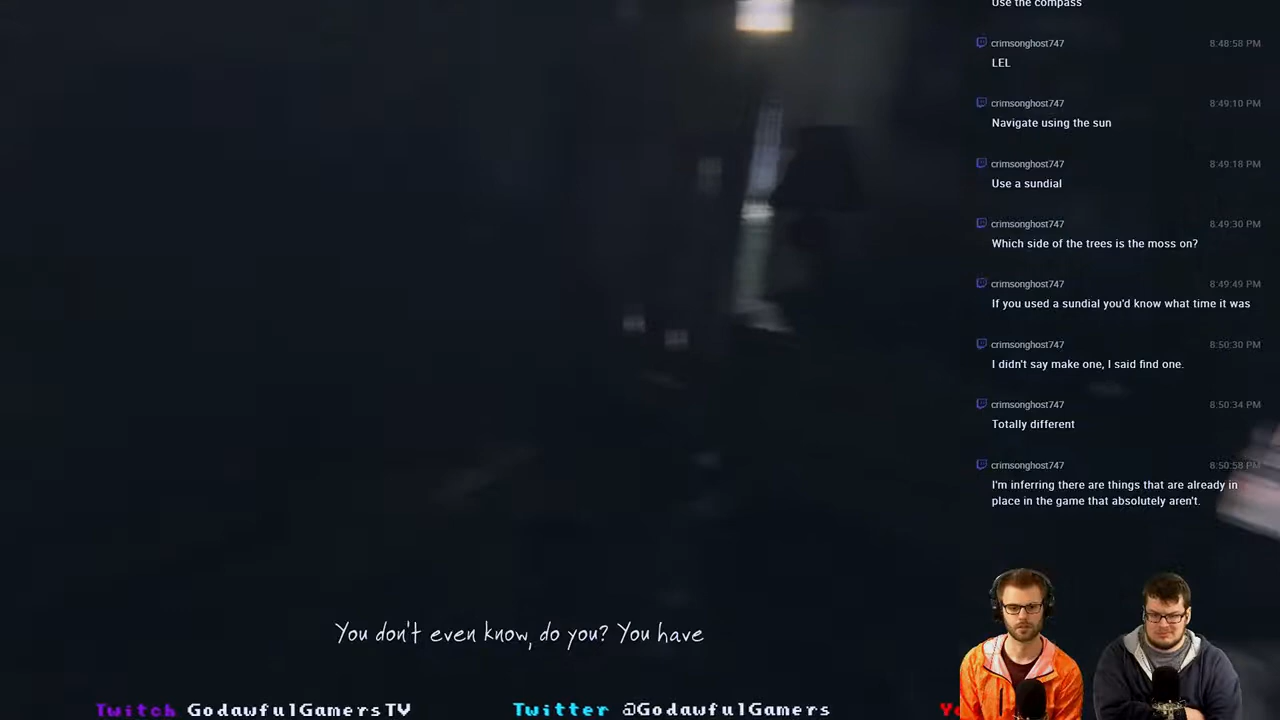 Use the compass
crimsonghost747 8:48:58 PM
LEL
crimsonghost747 8:49:10 PM
Navigate using the sun
crimsonghost747 8:49:18 PM
Use a sundial
crimsonghost747 8:49:30 PM
Which side of the trees is the moss on?
crimsonghost747 8:49:49 PM
If you used a sundial you'd know what time it was
crimsonghost747 8:50:30 PM
I didn't say make one, I said find one.
crimsonghost747 8:50:34 PM
Totally different
crimsonghost747 8:50:58 PM
I'm inferring there are things that are already in
place in the game that absolutely aren't.
You don't even know, do you? You have
Twitch GodawfulGamersTV Twitter @GodawfulGamers